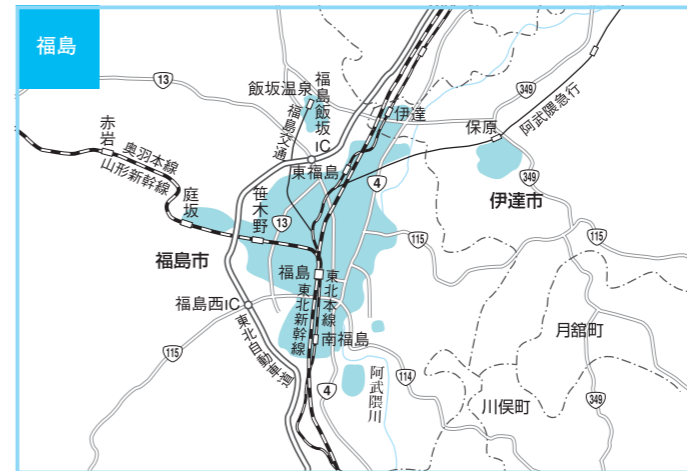 福島
13
飯坂温泉
福島飯坂IC
福島交通
伊達
349
保原
阿武隈急行
赤岩
奥羽本線
山形新幹線
庭坂
笹木野
東福島
4
13
349
伊達市
115
115
福島市
福島
福島西IC
東北新幹線
東北本線
東北自動車道
南福島
月舘町
115
阿武隈川
114
4
川俣町
349